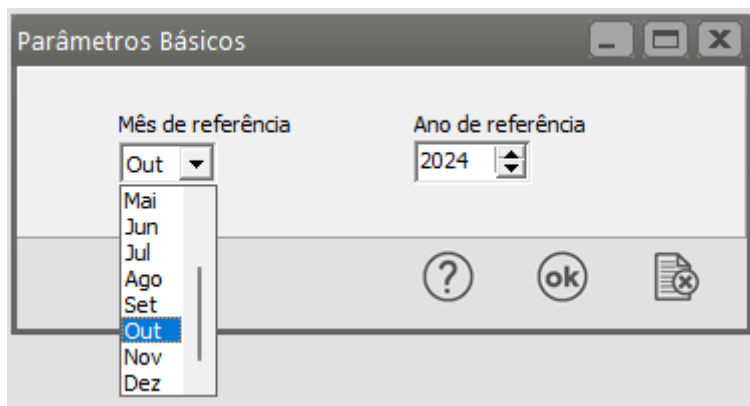 Parâmetros Básicos
Mês de referência
Ano de referência
Out
2024
Mai
Jun
Jul
Ago
Set
Out
Nov
Dez
?
ok